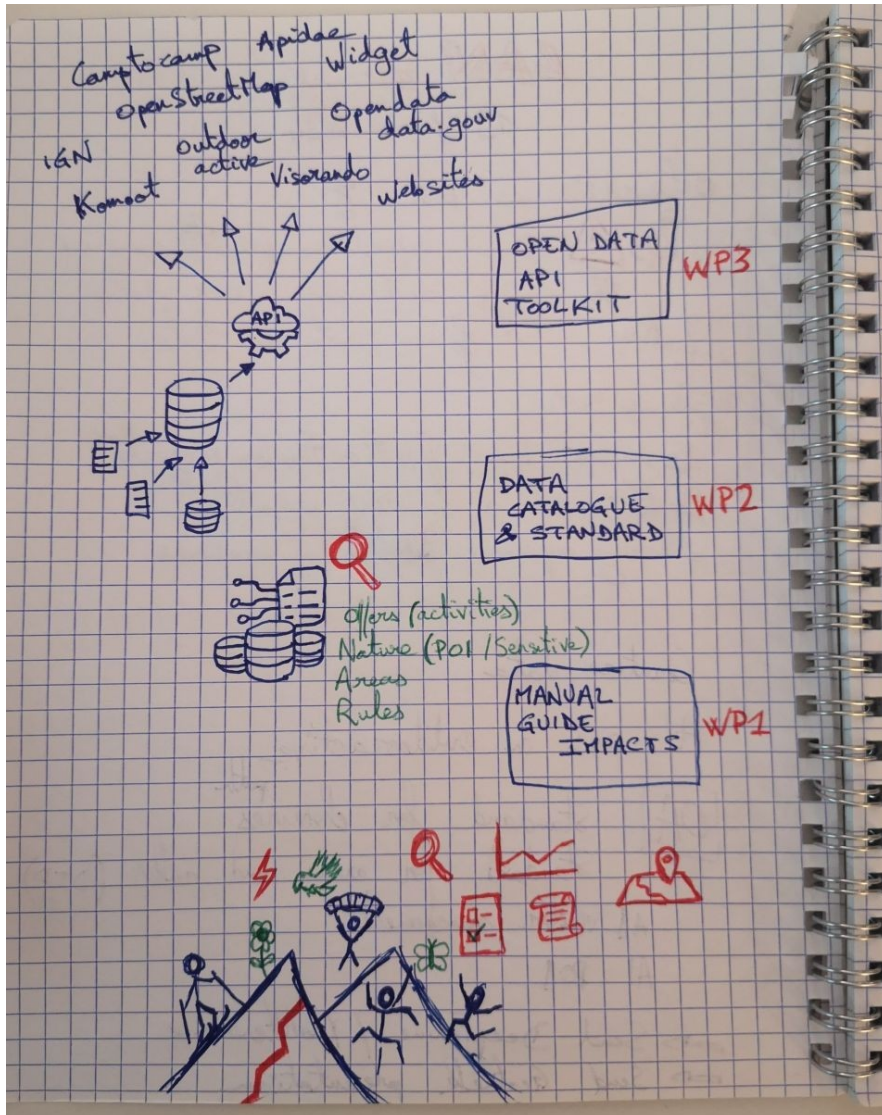 Camptocamp
Apidae
Widget
OpenStreetMap
Opendata
data.gouv
IGN
Outdoor
active
Visorando
Komoot
Websites
API
OPEN DATA
API
TOOLKIT
WP3
DATA
CATALOGUE
& STANDARD
WP2
Offers (activities)
Nature (POI / Sensitive)
Areas
Rules
MANUAL
GUIDE
IMPACTS
WP1